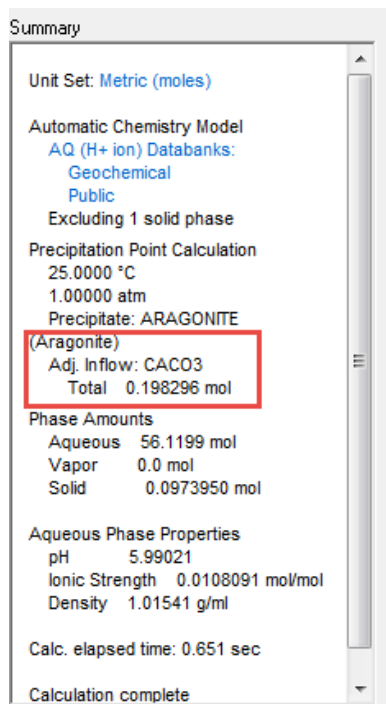 Summary
Unit Set: Metric (moles)
Automatic Chemistry Model
AQ (H+ ion) Databanks:
Geochemical
Public
Excluding 1 solid phase
Precipitation Point Calculation
25.0000 °C
1.00000 atm
Precipitate: ARAGONITE
(Aragonite)
Adj. Inflow: CACO3
Total 0.198296 mol
Phase Amounts
Aqueous 56.1199 mol
Vapor 0.0 mol
Solid 0.0973950 mol
Aqueous Phase Properties
pH 5.99021
Ionic Strength 0.0108091 mol/mol
Density 1.01541 g/ml
Calc. elapsed time: 0.651 sec
Calculation complete